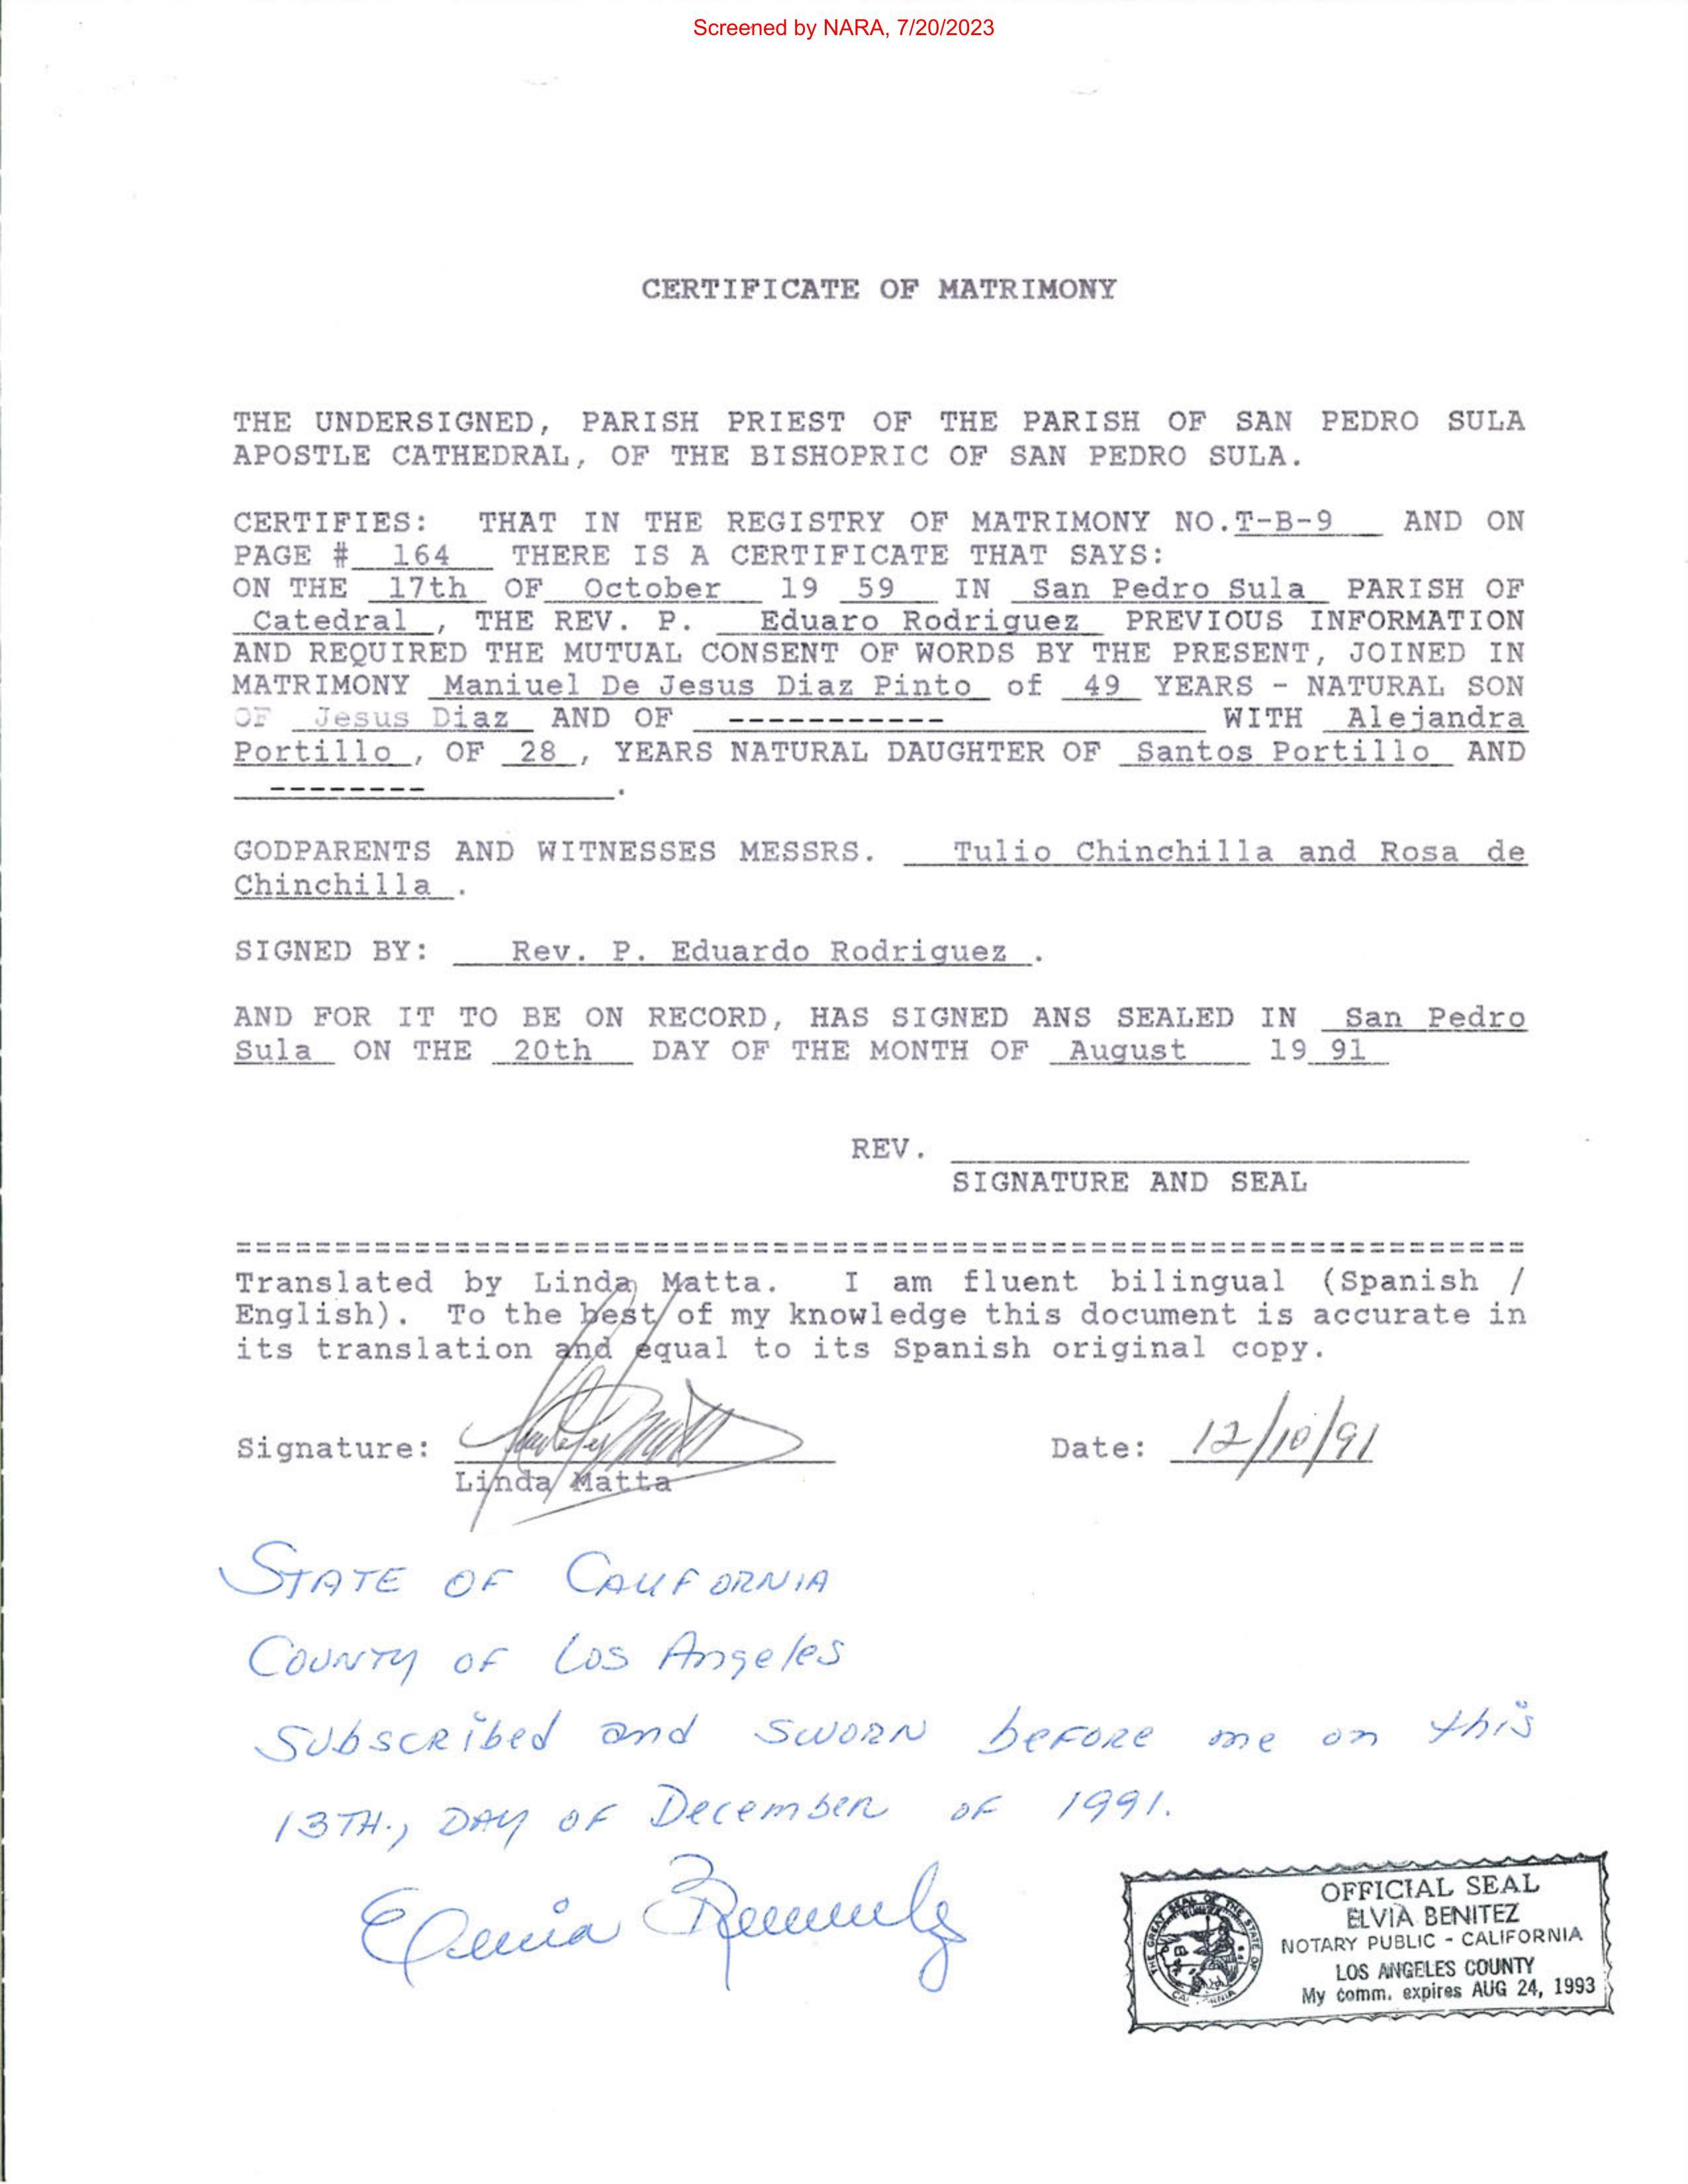 Screened by NARA, 7/20/2023
CERTIFICATE OF MATRIMONY
THE UNDERSIGNED, PARISH PRIEST OF THE PARISH OF SAN PEDRO SULA
APOSTLE CATHEDRAL, OF THE BISHOPRIC OF SAN PEDRO SULA.
CERTIFIES: THAT IN THE REGISTRY OF MATRIMONY NO. T-B-9 AND ON
PAGE # 164 THERE IS A CERTIFICATE THAT SAYS:
ON THE 17th OF October 19 59 IN San Pedro Sula PARISH OF
Catedral , THE REV. P. Eduaro Rodriguez PREVIOUS INFORMATION
AND REQUIRED THE MUTUAL CONSENT OF WORDS BY THE PRESENT, JOINED IN
MATRIMONY Maniuel De Jesus Diaz Pinto of 49 YEARS - NATURAL SON
OF Jesus Diaz AND OF ----------- WITH Alejandra
Portillo , OF 28 , YEARS NATURAL DAUGHTER OF Santos Portillo AND
-------- .
GODPARENTS AND WITNESSES MESSRS. Tulio Chinchilla and Rosa de
Chinchilla .
SIGNED BY: Rev. P. Eduardo Rodriguez .
AND FOR IT TO BE ON RECORD, HAS SIGNED ANS SEALED IN San Pedro
Sula ON THE 20th DAY OF THE MONTH OF August 19 91
REV.
SIGNATURE AND SEAL
=================================================================
Translated by Linda Matta. I am fluent bilingual (Spanish /
English). To the best of my knowledge this document is accurate in
its translation and equal to its Spanish original copy.
Signature: Date: 12/10/91
Linda Matta
STATE OF CALIFORNIA
COUNTY OF Los Angeles
Subscribed and SWORN before me on this
13TH., DAY OF December OF 1991.
Elvia Benitez
OFFICIAL SEAL
ELVIA BENITEZ
NOTARY PUBLIC - CALIFORNIA
LOS ANGELES COUNTY
My comm. expires AUG 24, 1993